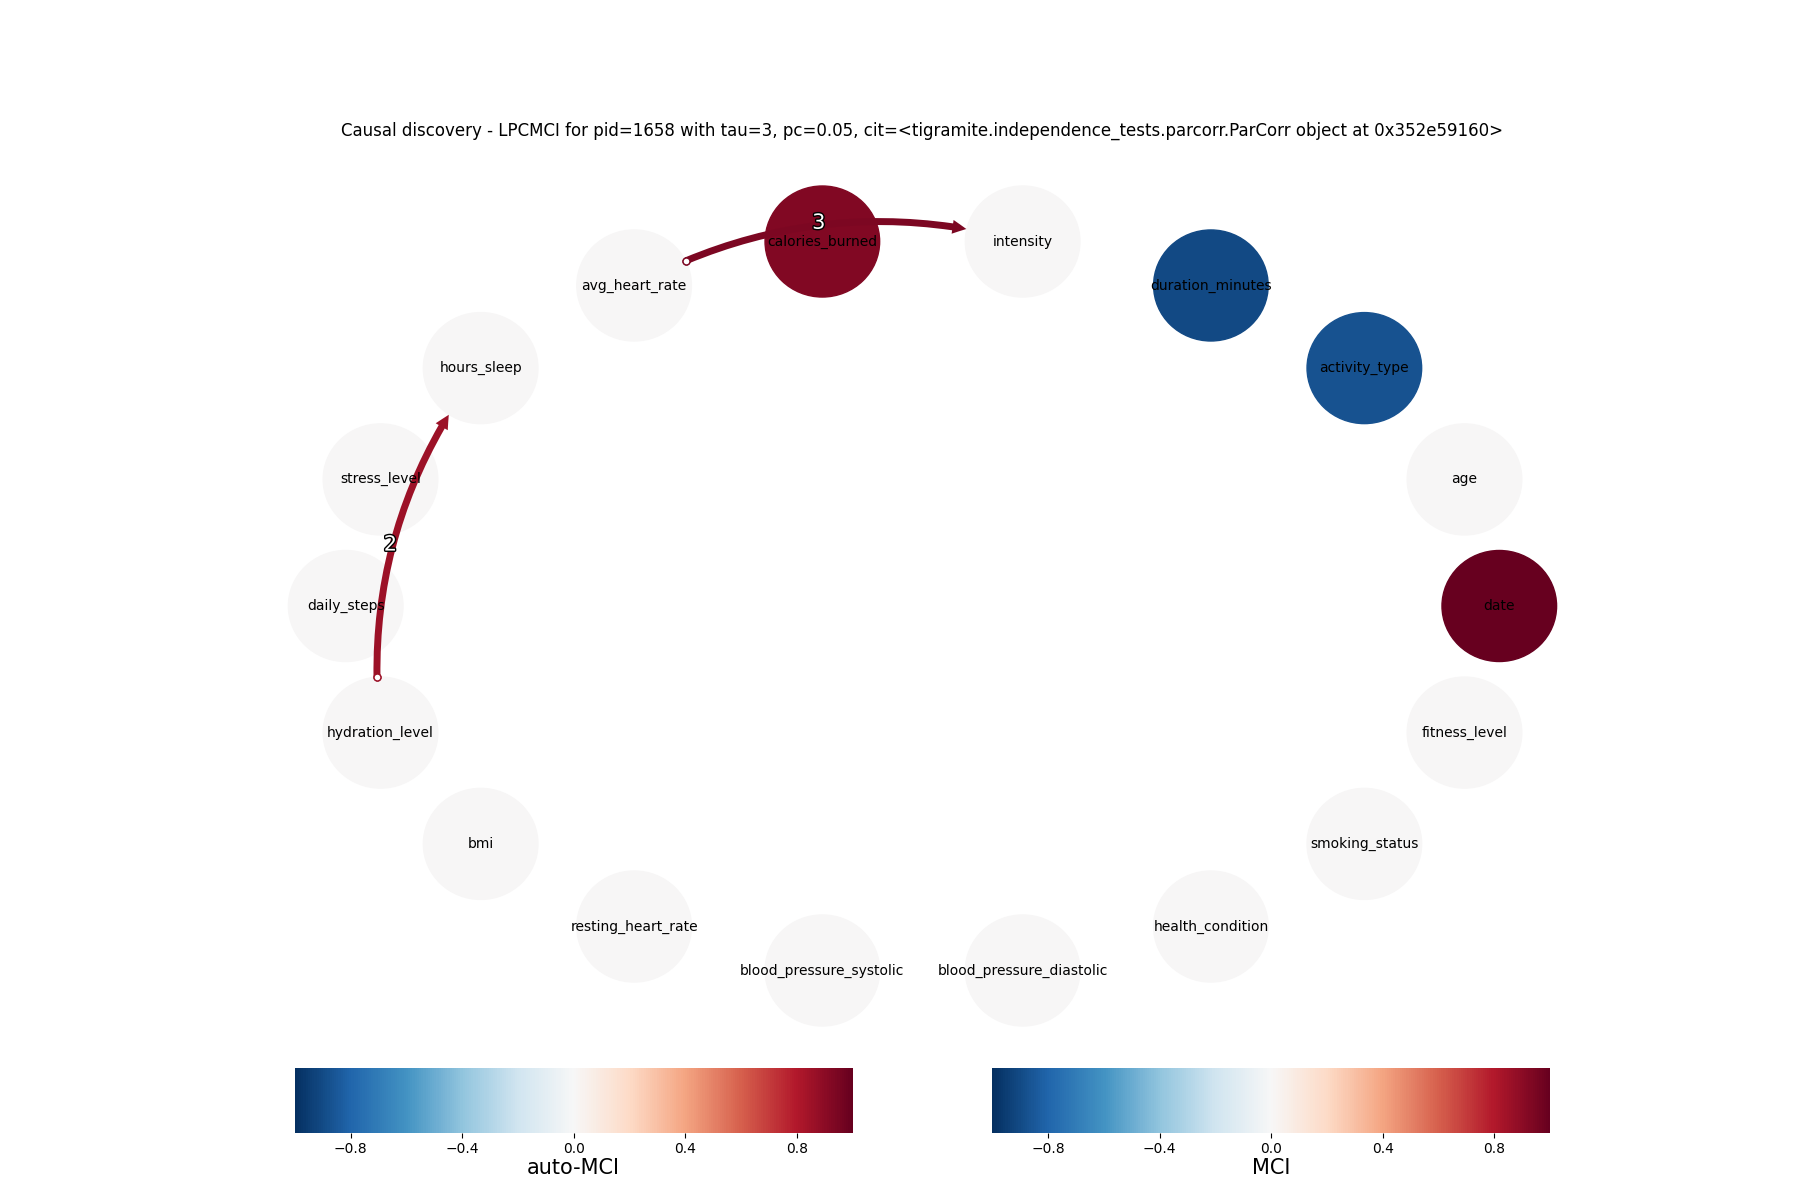 Causal discovery - LPCMCI for pid=1658 with tau=3, pc=0.05, cit=<tigramite.independence_tests.parcorr.ParCorr object at 0x352e59160>
3
calories_burned
intensity
avg_heart_rate
duration_minutes
hours_sleep
activity_type
stress_level
age
2
daily_steps
date
hydration_level
fitness_level
bmi
smoking_status
resting_heart_rate
health_condition
blood_pressure_systolic
blood_pressure_diastolic
−0.8 −0.4 0.0 0.4 0.8
auto-MCI
−0.8 −0.4 0.0 0.4 0.8
MCI